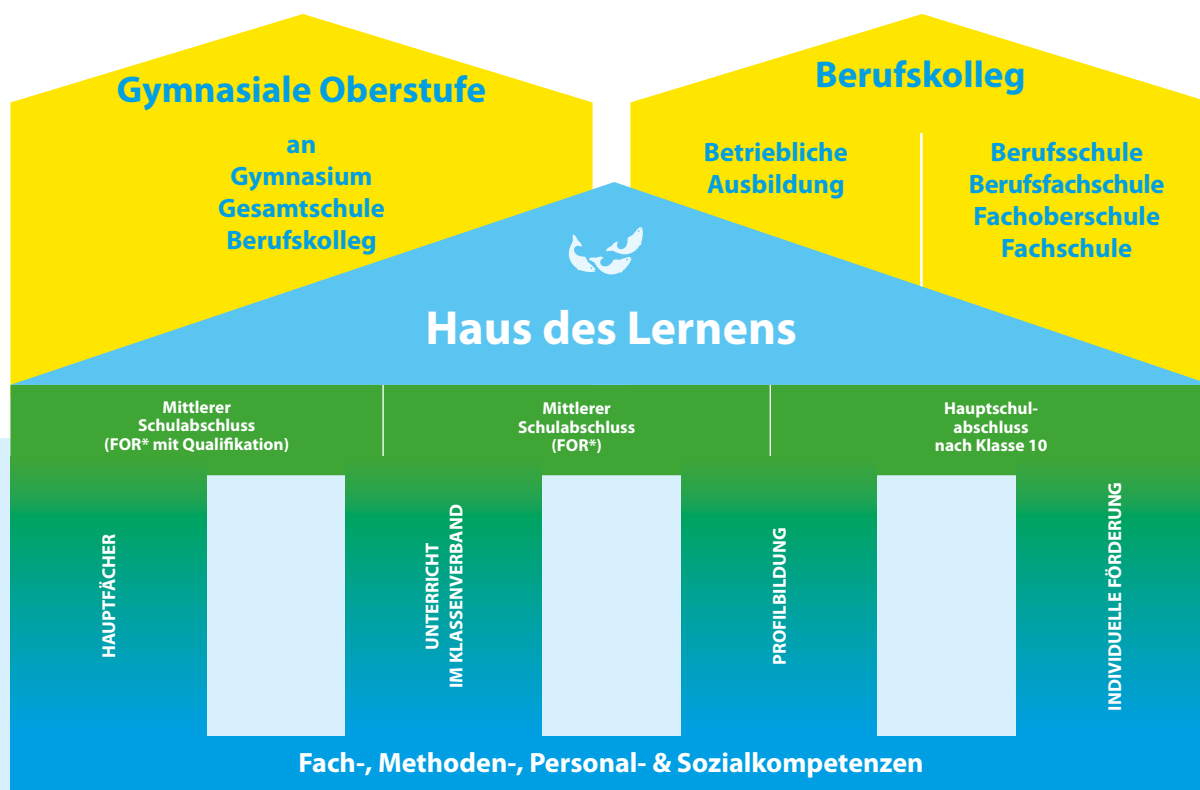 Gymnasiale Oberstufe
an
Gymnasium
Gesamtschule
Berufskolleg
Berufskolleg
Betriebliche
Ausbildung
Berufsschule
Berufsfachschule
Fachoberschule
Fachschule
Haus des Lernens
Mittlerer
Schulabschluss
(FOR* mit Qualifikation)
Mittlerer
Schulabschluss
(FOR*)
Hauptschul-
abschluss
nach Klasse 10
HAUPTFÄCHER
UNTERRICHT
IM KLASSENVERBAND
PROFILBILDUNG
INDIVIDUELLE FÖRDERUNG
Fach-, Methoden-, Personal- & Sozialkompetenzen